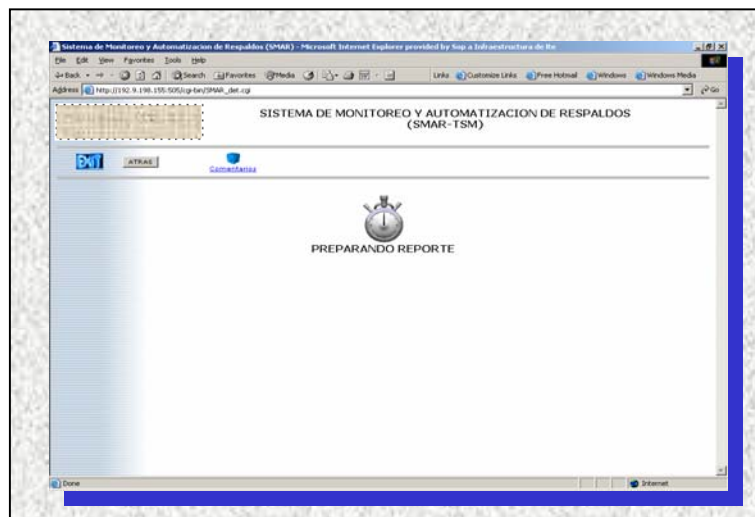 Sistema de Monitoreo y Automatizacion de Respaldos (SMAR) - Microsoft Internet Explorer provided by Sop a Infraestructura de Re
File Edit View Favorites Tools Help
Back Search Favorites Media Links Customize Links Free Hotmail Windows Windows Media
Address http://192.9.198.155:505/cgi-bin/SMAR_det.cgi Go
SISTEMA DE MONITOREO Y AUTOMATIZACION DE RESPALDOS
(SMAR-TSM)
EXIT ATRAS Comentarios
PREPARANDO REPORTE
Done Internet